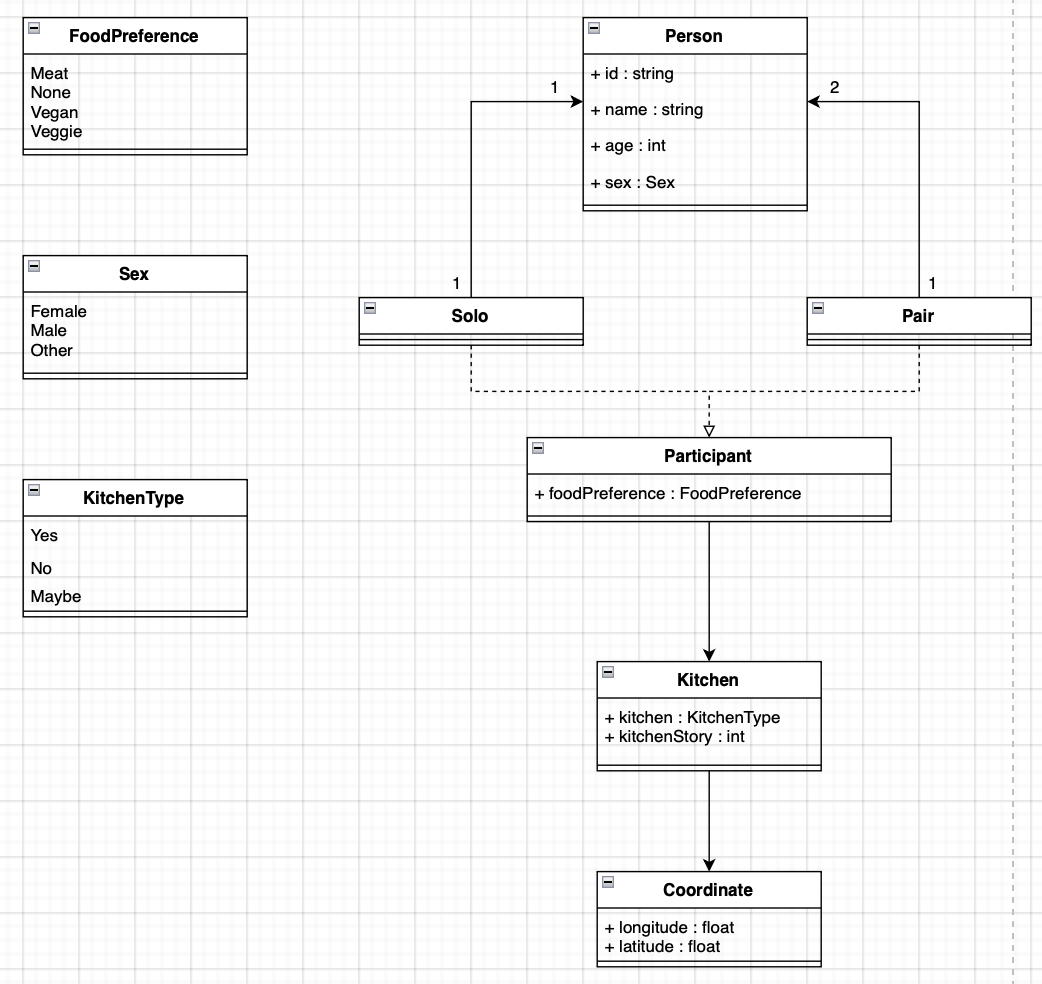 FoodPreference
Meat
None
Vegan
Veggie
Person
+ id : string
+ name : string
+ age : int
+ sex : Sex
1
2
Sex
Female
Male
Other
1
Solo
1
Pair
Participant
+ foodPreference : FoodPreference
KitchenType
Yes
No
Maybe
Kitchen
+ kitchen : KitchenType
+ kitchenStory : int
Coordinate
+ longitude : float
+ latitude : float